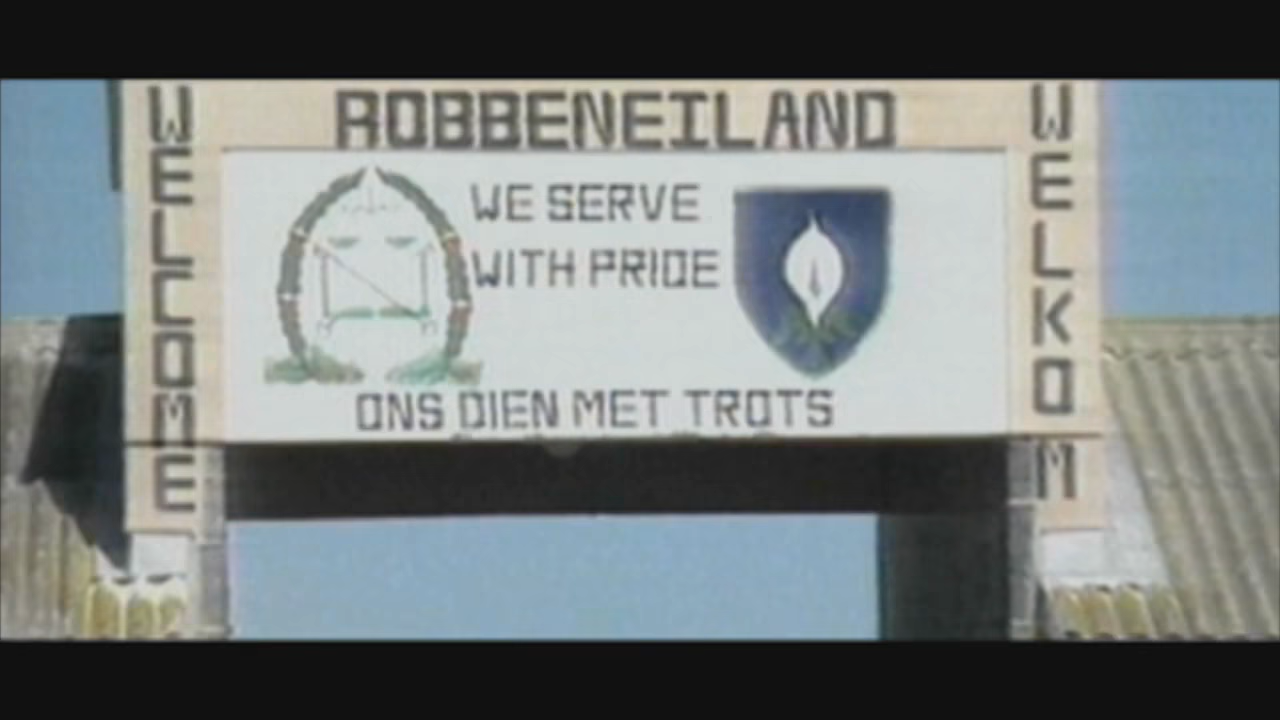 ROBBENEILAND
WELCOME
WE SERVE
WITH PRIDE
ONS DIEN MET TROTS
WELKOM